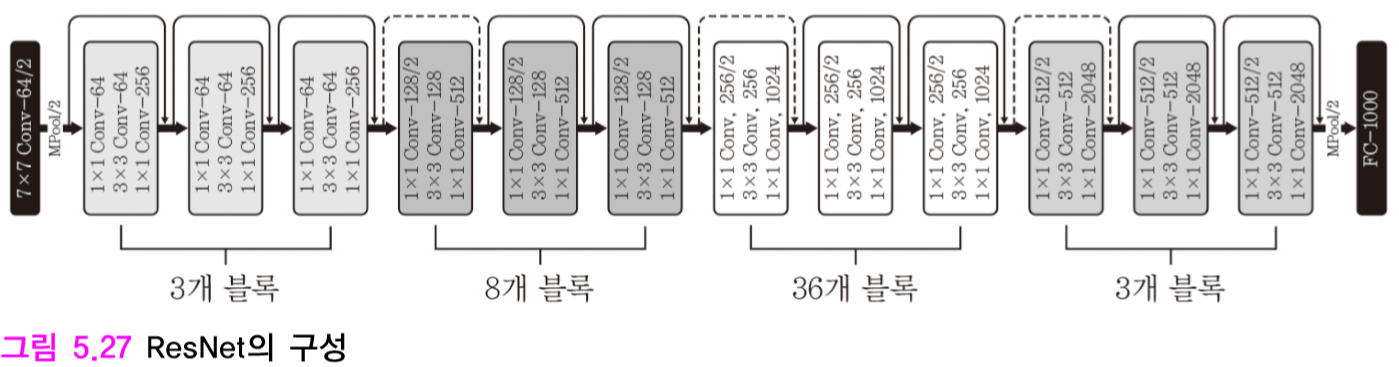 7×7 Conv-64/2
MPool/2
1×1 Conv-64
3×3 Conv-64
1×1 Conv-256
1×1 Conv-64
3×3 Conv-64
1×1 Conv-256
1×1 Conv-64
3×3 Conv-64
1×1 Conv-256
1×1 Conv-128/2
3×3 Conv-128
1×1 Conv-512
1×1 Conv-128/2
3×3 Conv-128
1×1 Conv-512
1×1 Conv-128/2
3×3 Conv-128
1×1 Conv-512
1×1 Conv, 256/2
3×3 Conv, 256
1×1 Conv, 1024
1×1 Conv, 256/2
3×3 Conv, 256
1×1 Conv, 1024
1×1 Conv, 256/2
3×3 Conv, 256
1×1 Conv, 1024
1×1 Conv-512/2
3×3 Conv-512
1×1 Conv-2048
1×1 Conv-512/2
3×3 Conv-512
1×1 Conv-2048
1×1 Conv-512/2
3×3 Conv-512
1×1 Conv-2048
MPool/2
FC-1000
3개 블록
8개 블록
36개 블록
3개 블록
그림 5.27 ResNet의 구성